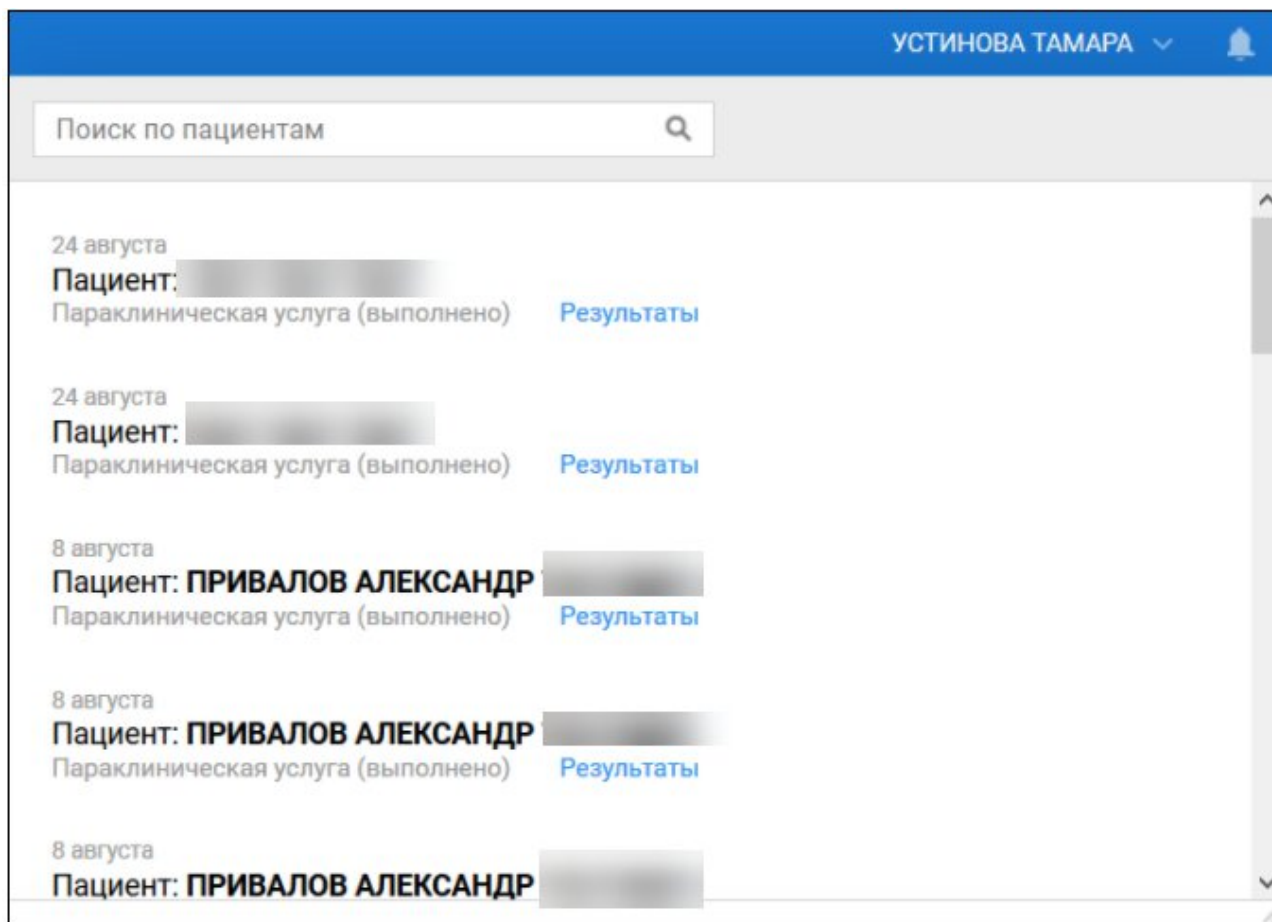 УСТИНОВА ТАМАРА
Поиск по пациентам
24 августа
Пациент:
Параклиническая услуга (выполнено) Результаты
24 августа
Пациент:
Параклиническая услуга (выполнено) Результаты
8 августа
Пациент: ПРИВАЛОВ АЛЕКСАНДР
Параклиническая услуга (выполнено) Результаты
8 августа
Пациент: ПРИВАЛОВ АЛЕКСАНДР
Параклиническая услуга (выполнено) Результаты
8 августа
Пациент: ПРИВАЛОВ АЛЕКСАНДР